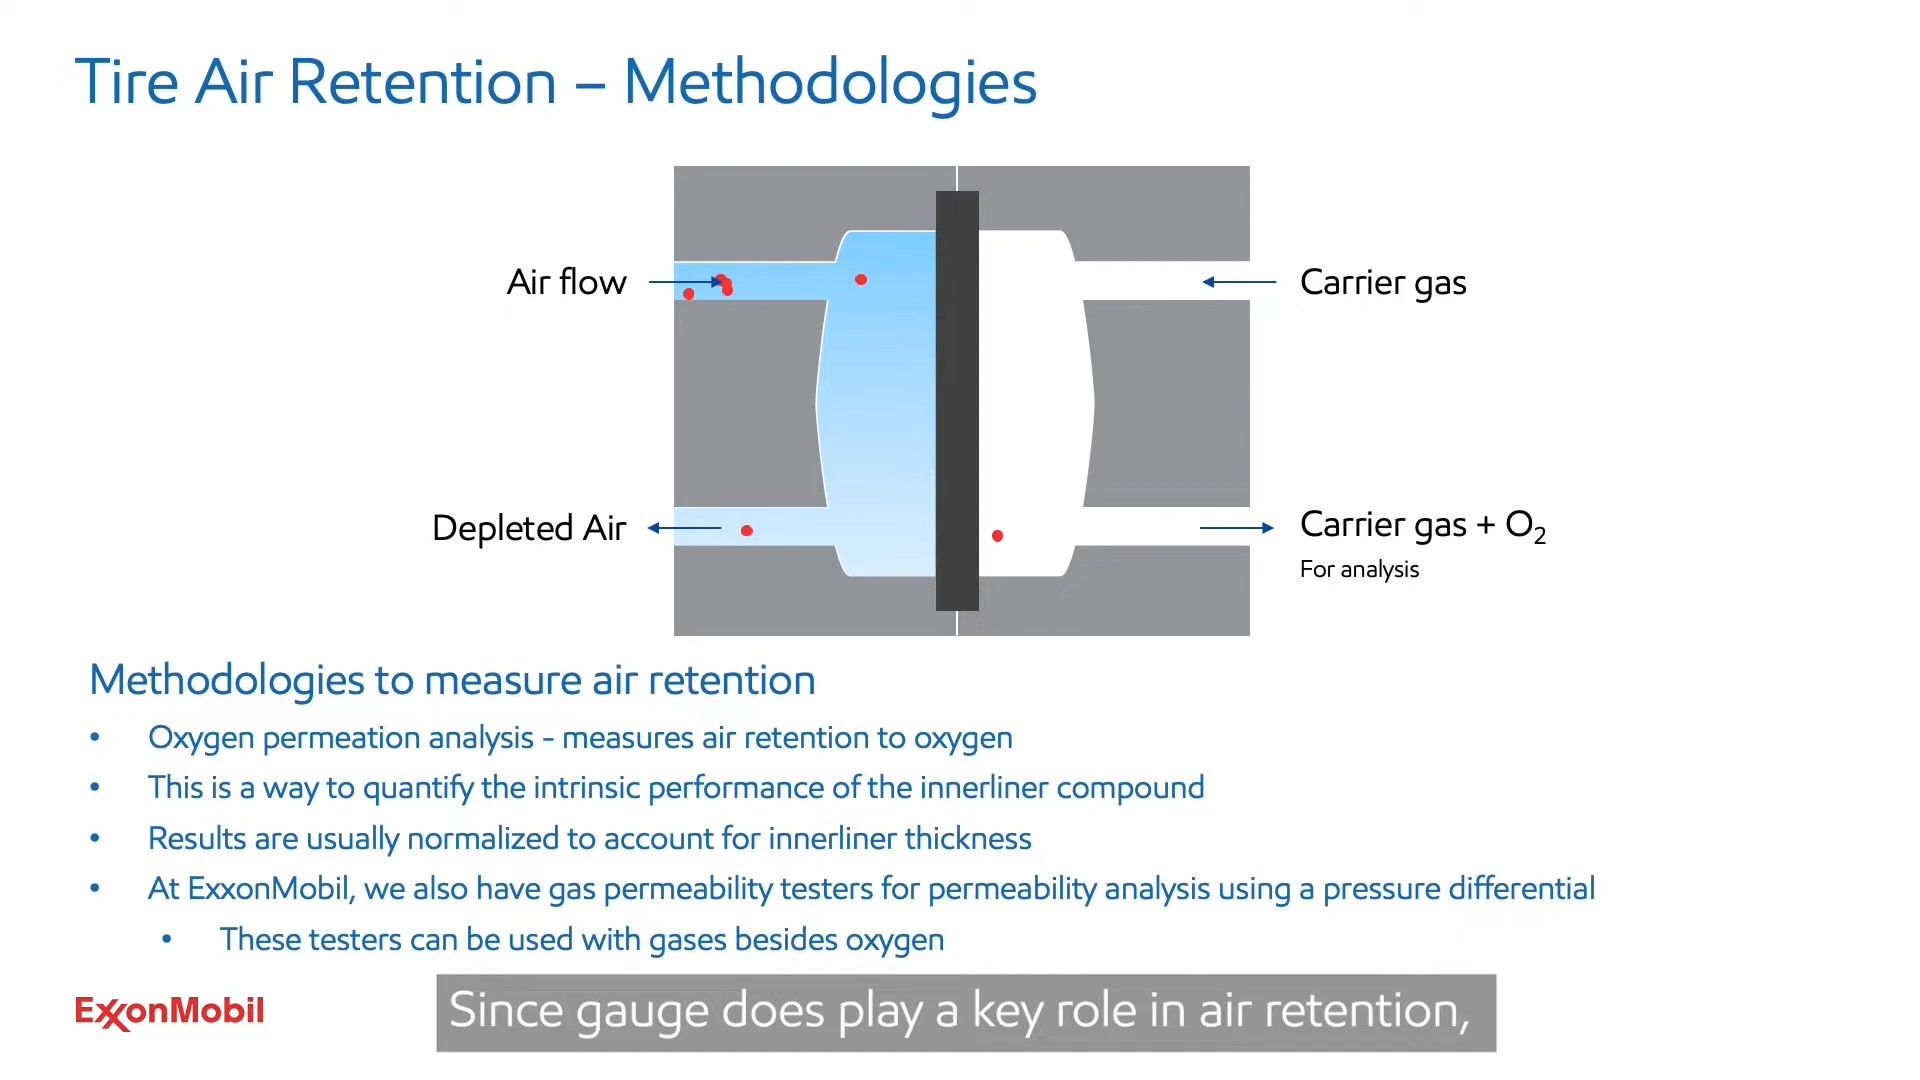 Tire Air Retention – Methodologies
Air flow
Carrier gas
Depleted Air
Carrier gas + O₂
For analysis
Methodologies to measure air retention
• Oxygen permeation analysis - measures air retention to oxygen
• This is a way to quantify the intrinsic performance of the innerliner compound
• Results are usually normalized to account for innerliner thickness
• At ExxonMobil, we also have gas permeability testers for permeability analysis using a pressure differential
• These testers can be used with gases besides oxygen
ExxonMobil
Since gauge does play a key role in air retention,